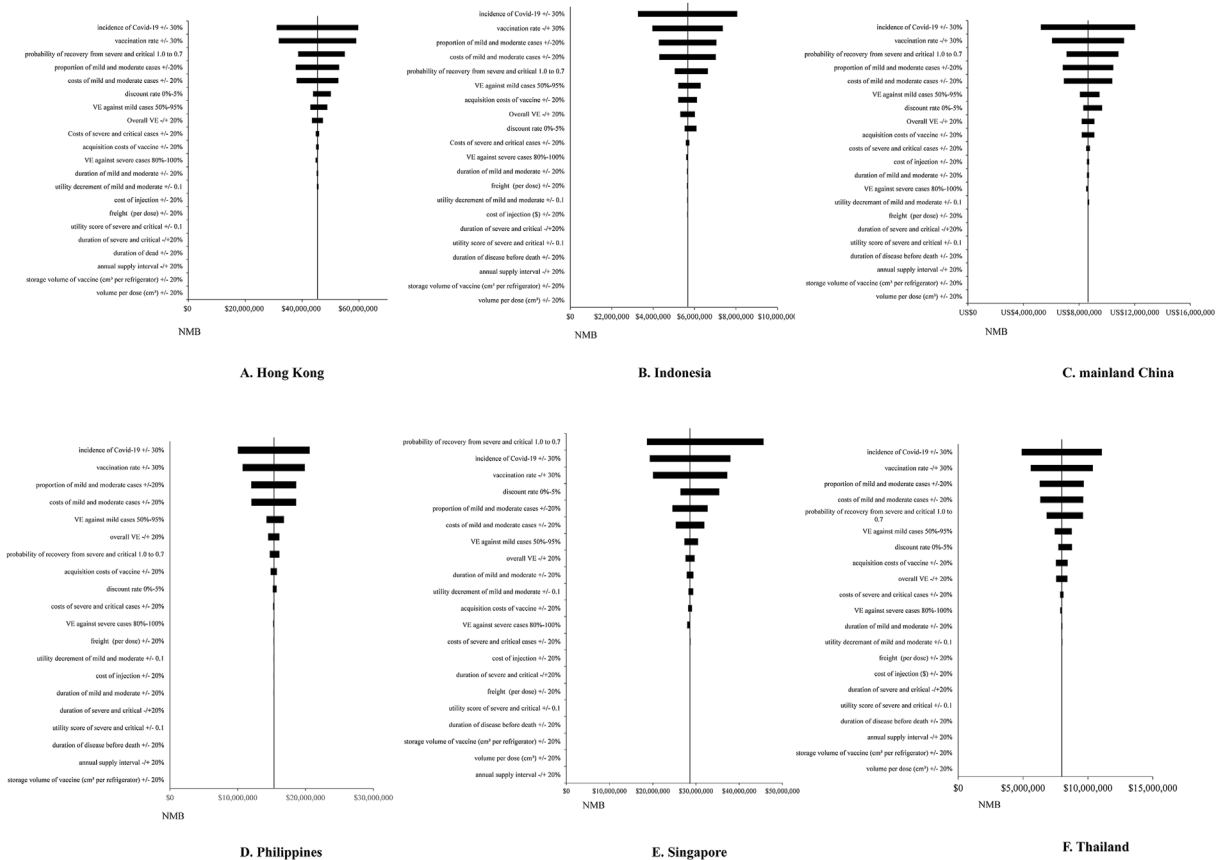 incidence of Covid-19 +/- 30%
vaccination rate -/+ 30%
probability of recovery from severe and critical 1.0 to 0.7
proportion of mild and moderate cases +/-20%
costs of mild and moderate cases +/- 20%
discount rate 0%-5%
VE against mild cases 50%-95%
Overall VE -/+ 20%
Costs of severe and critical cases +/- 20%
acquisition costs of vaccine +/- 20%
VE against severe cases 80%-100%
duration of mild and moderate +/- 20%
utility decrement of mild and moderate +/- 0.1
cost of injection +/- 20%
freight (per dose) +/- 20%
utility score of severe and critical +/- 0.1
duration of severe and critical -/+20%
duration of dead +/- 20%
annual supply interval -/+ 20%
storage volume of vaccine (cm³ per refrigerator) +/- 20%
volume per dose (cm³) +/- 20%
$0 $20,000,000 $40,000,000 $60,000,000
NMB
A. Hong Kong
incidence of Covid-19 +/- 30%
vaccination rate -/+ 30%
proportion of mild and moderate cases +/-20%
costs of mild and moderate cases +/- 20%
probability of recovery from severe and critical 1.0 to 0.7
VE against mild cases 50%-95%
acquisition costs of vaccine +/- 20%
Overall VE -/+ 20%
discount rate 0%-5%
Costs of severe and critical cases +/- 20%
VE against severe cases 80%-100%
duration of mild and moderate +/- 20%
freight (per dose) +/- 20%
utility decrement of mild and moderate +/- 0.1
cost of injection ($) +/- 20%
duration of severe and critical -/+20%
utility score of severe and critical +/- 0.1
duration of disease before death +/- 20%
annual supply interval -/+ 20%
storage volume of vaccine (cm³ per refrigerator) +/- 20%
volume per dose (cm³) +/- 20%
$0 $2,000,000 $4,000,000 $6,000,000 $8,000,000 $10,000,000
NMB
B. Indonesia
incidence of Covid-19 +/- 30%
vaccination rate -/+ 30%
probability of recovery from severe and critical 1.0 to 0.7
proportion of mild and moderate cases +/-20%
costs of mild and moderate cases +/- 20%
VE against mild cases 50%-95%
discount rate 0%-5%
Overall VE -/+ 20%
acquisition costs of vaccine +/- 20%
costs of severe and critical cases +/- 20%
cost of injection +/- 20%
duration of mild and moderate +/- 20%
VE against severe cases 80%-100%
utility decremant of mild and moderate +/- 0.1
freight (per dose) +/- 20%
duration of severe and critical -/+20%
utility score of severe and critical +/- 0.1
duration of disease before death +/- 20%
annual supply interval -/+ 20%
storage volume of vaccine (cm³ per refrigerator) +/- 20%
volume per dose (cm³) +/- 20%
US$0 US$4,000,000 US$8,000,000 US$12,000,000 US$16,000,000
NMB
C. mainland China
incidence of Covid-19 +/- 30%
vaccination rate +/- 30%
proportion of mild and moderate cases +/-20%
costs of mild and moderate cases +/- 20%
VE against mild cases 50%-95%
overall VE -/+ 20%
probability of recovery from severe and critical 1.0 to 0.7
acquisition costs of vaccine +/- 20%
discount rate 0%-5%
costs of severe and critical cases +/- 20%
VE against severe cases 80%-100%
freight (per dose) +/- 20%
utility decrement of mild and moderate +/- 0.1
cost of injection +/- 20%
duration of mild and moderate +/- 20%
duration of severe and critical -/+20%
utility score of severe and critical +/- 0.1
duration of disease before death +/- 20%
annual supply interval -/+ 20%
storage volume of vaccine (cm³ per refrigerator) +/- 20%
$0 $10,000,000 $20,000,000 $30,000,000
NMB
D. Philippines
probability of recovery from severe and critical 1.0 to 0.7
incidence of Covid-19 +/- 30%
vaccination rate -/+ 30%
discount rate 0%-5%
proportion of mild and moderate cases +/-20%
costs of mild and moderate cases +/- 20%
VE against mild cases 50%-95%
overall VE -/+ 20%
duration of mild and moderate +/- 20%
utility decrement of mild and moderate +/- 0.1
acquisition costs of vaccine +/- 20%
VE against severe cases 80%-100%
costs of severe and critical cases +/- 20%
cost of injection +/- 20%
duration of severe and critical -/+20%
freight (per dose) +/- 20%
utility score of severe and critical +/- 0.1
duration of disease before death +/- 20%
storage volume of vaccine (cm³ per refrigerator) +/- 20%
volume per dose (cm³) +/- 20%
annual supply interval -/+ 20%
$0 $10,000,000 $20,000,000 $30,000,000 $40,000,000 $50,000,000
NMB
E. Singapore
incidence of Covid-19 +/- 30%
vaccination rate -/+ 30%
proportion of mild and moderate cases +/-20%
costs of mild and moderate cases +/- 20%
probability of recovery from severe and critical 1.0 to
0.7
VE against mild cases 50%-95%
discount rate 0%-5%
acquisition costs of vaccine +/- 20%
overall VE -/+ 20%
costs of severe and critical cases +/- 20%
VE against severe cases 80%-100%
duration of mild and moderate +/- 20%
utility decremant of mild and moderate +/- 0.1
freight (per dose) +/- 20%
cost of injection ($) +/- 20%
duration of severe and critical -/+20%
utility score of severe and critical +/- 0.1
duration of disease before death +/- 20%
annual supply interval -/+ 20%
storage volume of vaccine (cm³ per refrigerator) +/- 20%
volume per dose (cm³) +/- 20%
$0 $5,000,000 $10,000,000 $15,000,000
NMB
F. Thailand